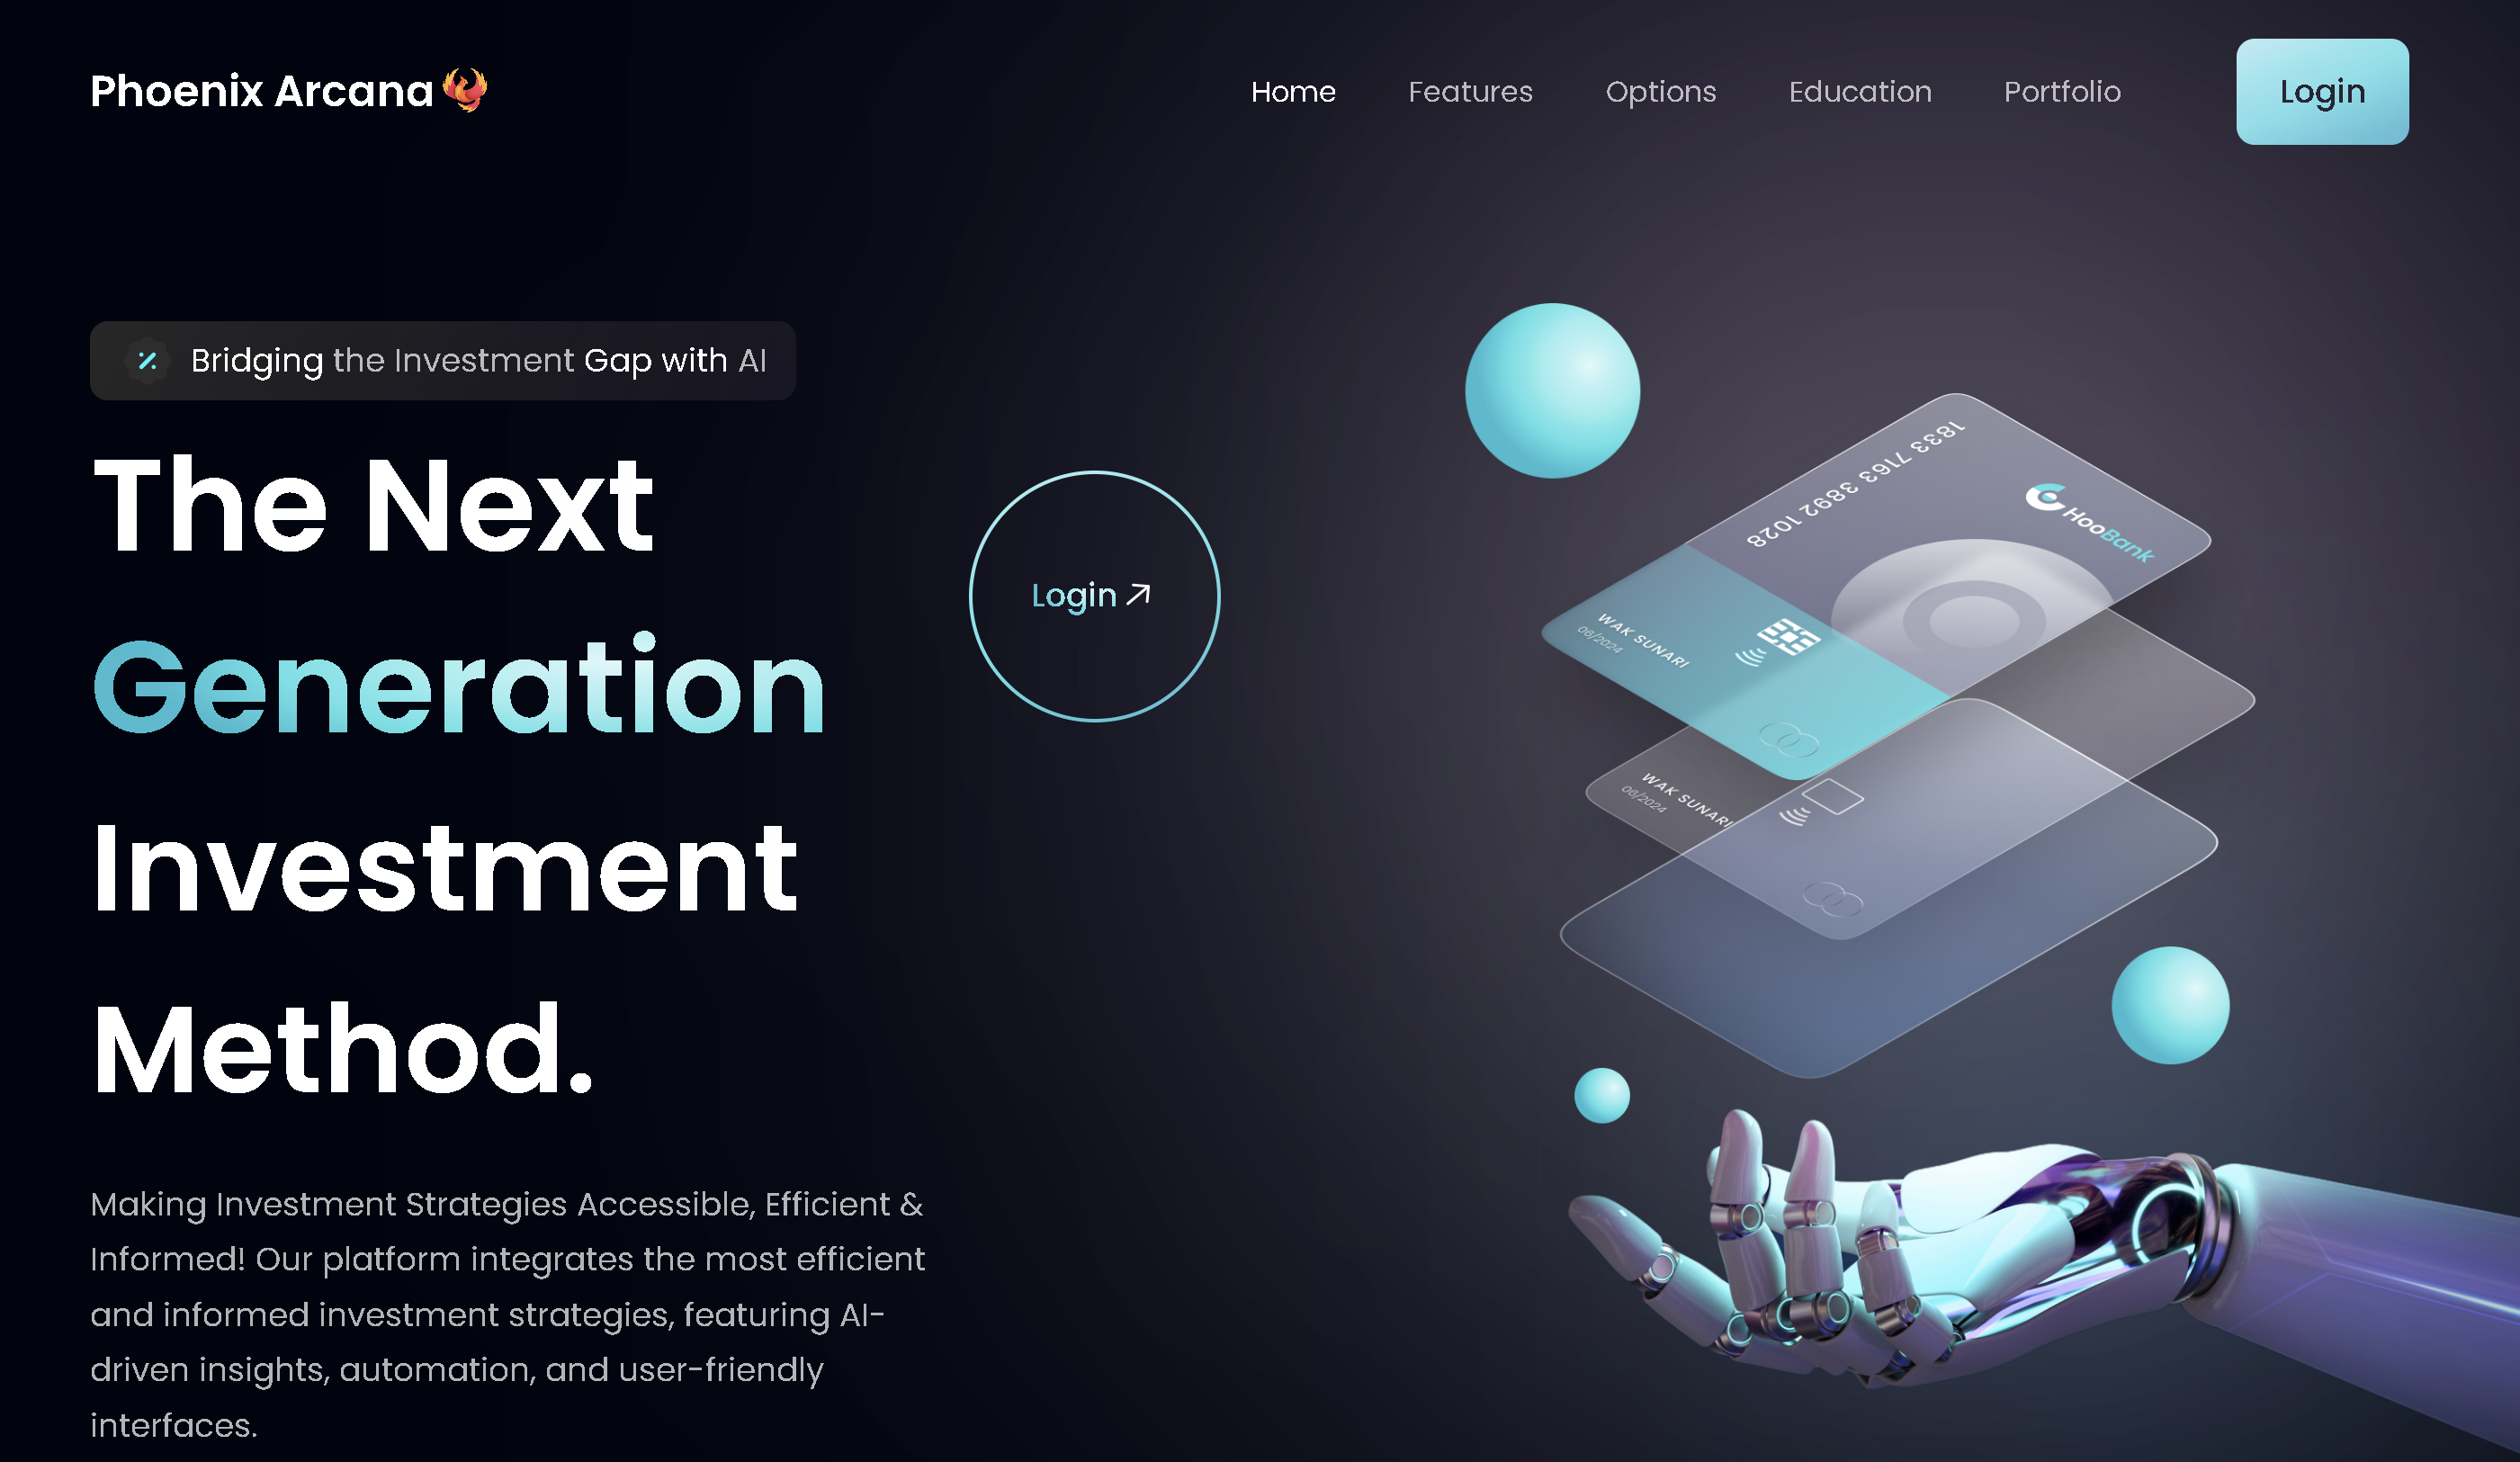 Phoenix Arcana
Home
Features
Options
Education
Portfolio
Login
Bridging the Investment Gap with AI
The Next
Generation
Investment
Method.
Login
Making Investment Strategies Accessible, Efficient &
Informed! Our platform integrates the most efficient
and informed investment strategies, featuring AI-
driven insights, automation, and user-friendly
interfaces.
1833 7163 3892 1028
HooBank
WAK SUNARI
06/2024
WAK SUNARI
06/2024